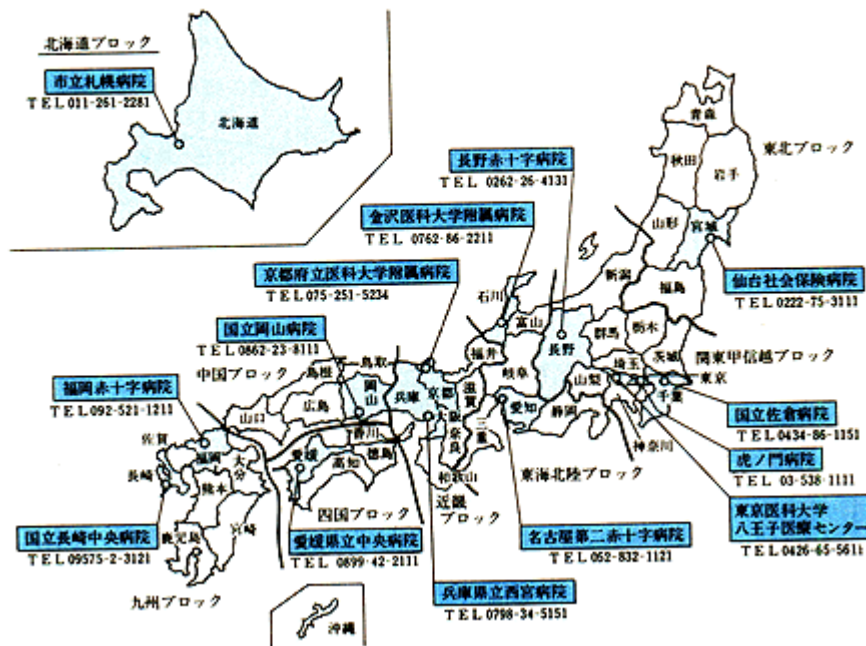 北海道ブロック
市立札幌病院
TEL 011-261-2281
北海道
長野赤十字病院
TEL 0262-26-4131
金沢医科大学附属病院
TEL 0762-86-2211
京都府立医科大学附属病院
TEL 075-251-5234
国立岡山病院
TEL 0862-23-8111
中国ブロック
福岡赤十字病院
TEL 092-521-1211
青森
秋田
岩手
東北ブロック
山形
宮城
仙台社会保険病院
TEL 0222-75-3111
新潟
福島
石川
富山
福井
長野
群馬
栃木
茨城
関東甲信越ブロック
東京
埼玉
千葉
山梨
神奈川
岐阜
愛知
静岡
三重
滋賀
京都
大阪
奈良
和歌山
兵庫
鳥取
島根
岡山
広島
山口
香川
徳島
愛媛
高知
佐賀
長崎
福岡
大分
熊本
宮崎
鹿児島
国立佐倉病院
TEL 0434-86-1151
虎ノ門病院
TEL 03-538-1111
東京医科大学
八王子医療センター
TEL 0426-65-5611
東海北陸ブロック
近畿
ブロック
四国ブロック
名古屋第二赤十字病院
TEL 052-832-1121
国立長崎中央病院
TEL 09575-2-3121
愛媛県立中央病院
TEL 0899-42-2111
兵庫県立西宮病院
TEL 0798-34-5151
九州ブロック
沖縄